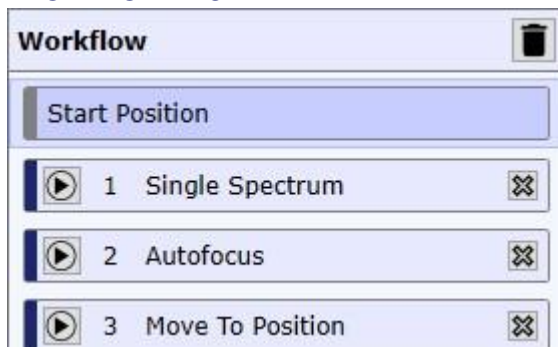 Workflow
Start Position
1 Single Spectrum
2 Autofocus
3 Move To Position